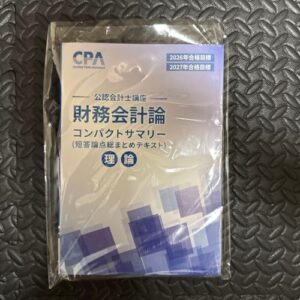 CPA
2026年合格目標
2027年合格目標
公認会計士講座
財務会計論
コンパクトサマリー
(短答論点総まとめテキスト)
理論